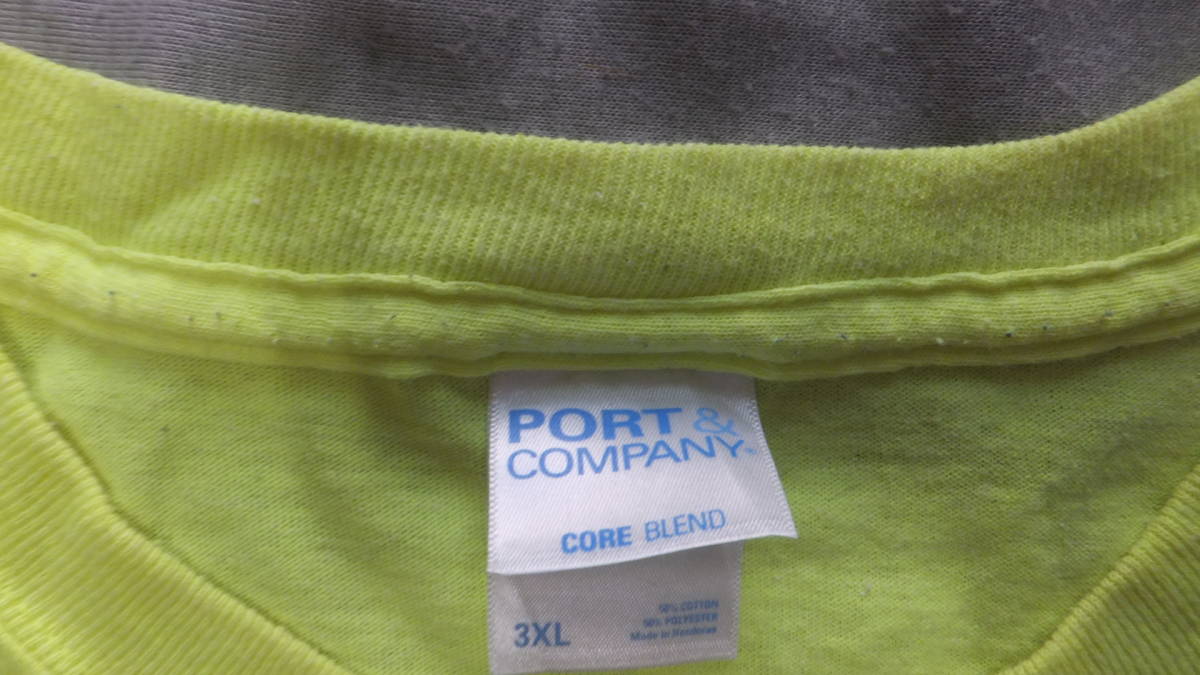 PORT &
COMPANY®
CORE BLEND
50% COTTON
50% POLYESTER
3XL
Made in Honduras